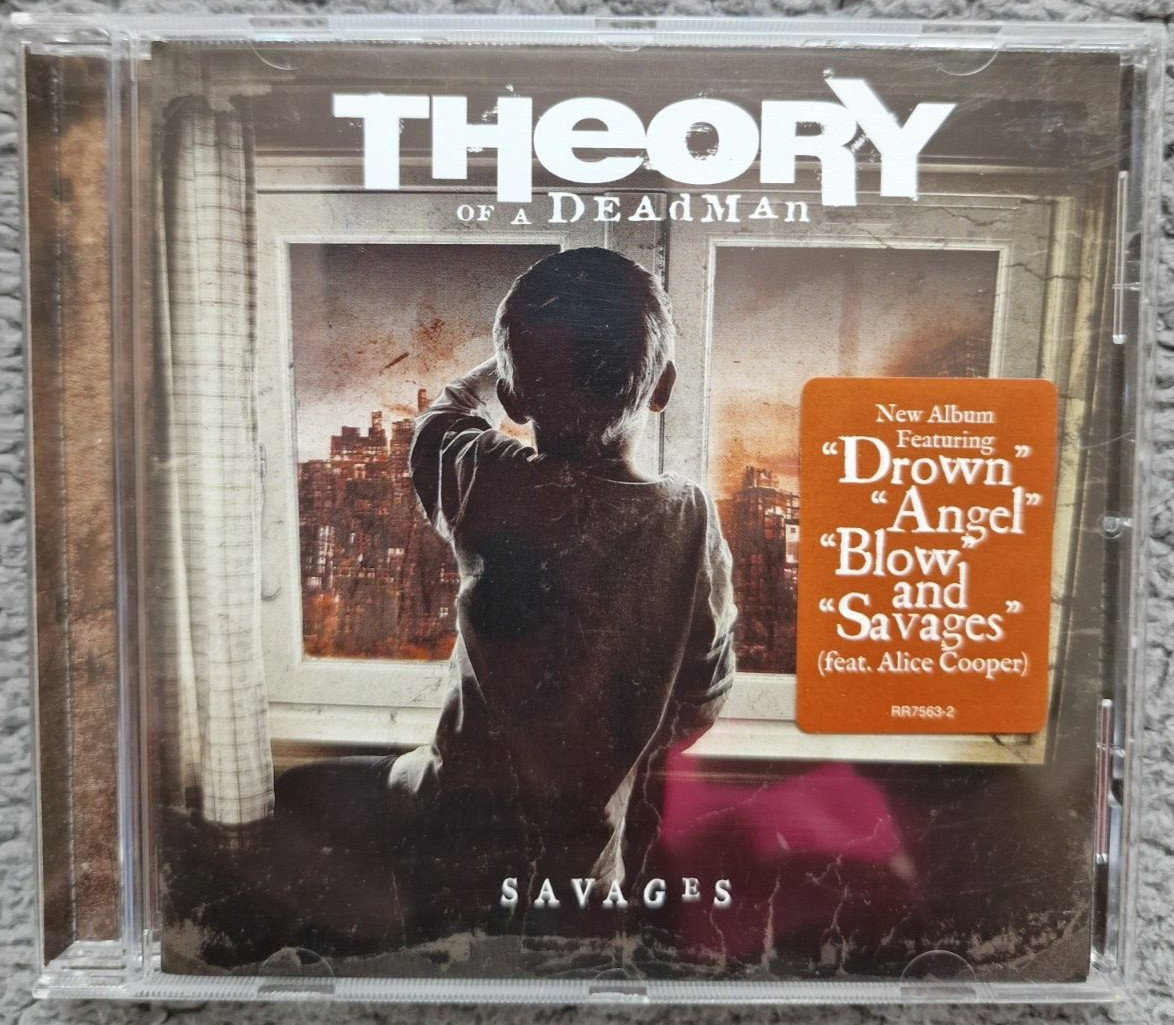 THeORY
OF A DEAdMAn
New Album
Featuring
“Drown”
“Angel”
“Blow”
and
“Savages”
(feat. Alice Cooper)
RR7563-2
SAVAGES